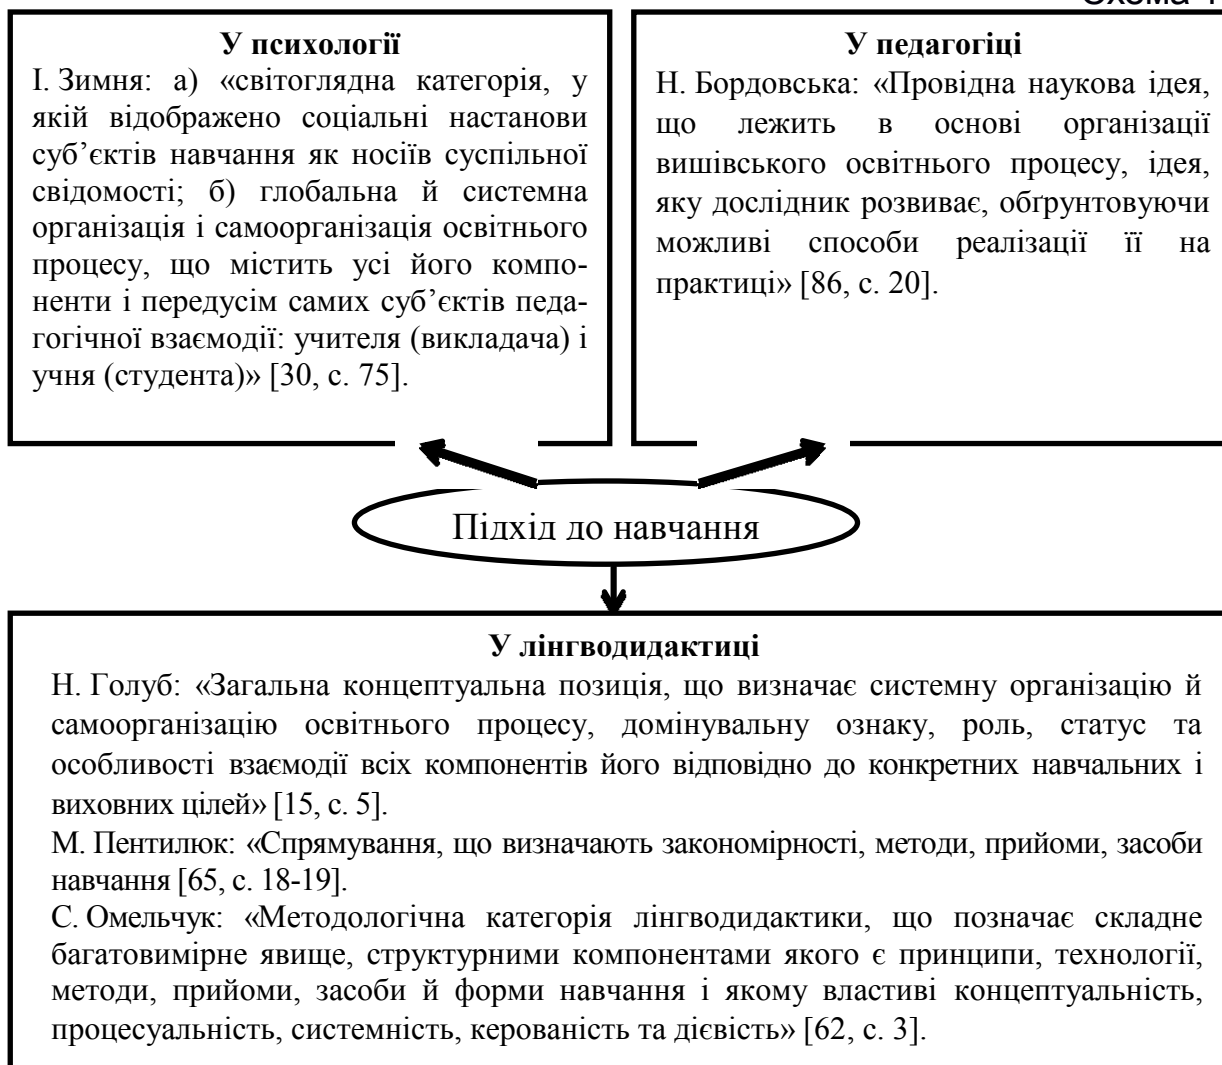 У психології
І. Зимня: а) «світоглядна категорія, у
якій відображено соціальні настанови
суб’єктів навчання як носіїв суспільної
свідомості; б) глобальна й системна
організація і самоорганізація освітнього
процесу, що містить усі його компо-
ненти і передусім самих суб’єктів педа-
гогічної взаємодії: учителя (викладача) і
учня (студента)» [30, с. 75].
У педагогіці
Н. Бордовська: «Провідна наукова ідея,
що лежить в основі організації
вишівського освітнього процесу, ідея,
яку дослідник розвиває, обґрунтовуючи
можливі способи реалізації її на
практиці» [86, с. 20].
Підхід до навчання
У лінгводидактиці
Н. Голуб: «Загальна концептуальна позиція, що визначає системну організацію й
самоорганізацію освітнього процесу, домінувальну ознаку, роль, статус та
особливості взаємодії всіх компонентів його відповідно до конкретних навчальних і
виховних цілей» [15, с. 5].
М. Пентилюк: «Спрямування, що визначають закономірності, методи, прийоми, засоби
навчання [65, с. 18-19].
С. Омельчук: «Методологічна категорія лінгводидактики, що позначає складне
багатовимірне явище, структурними компонентами якого є принципи, технології,
методи, прийоми, засоби й форми навчання і якому властиві концептуальність,
процесуальність, системність, керованість та дієвість» [62, с. 3].